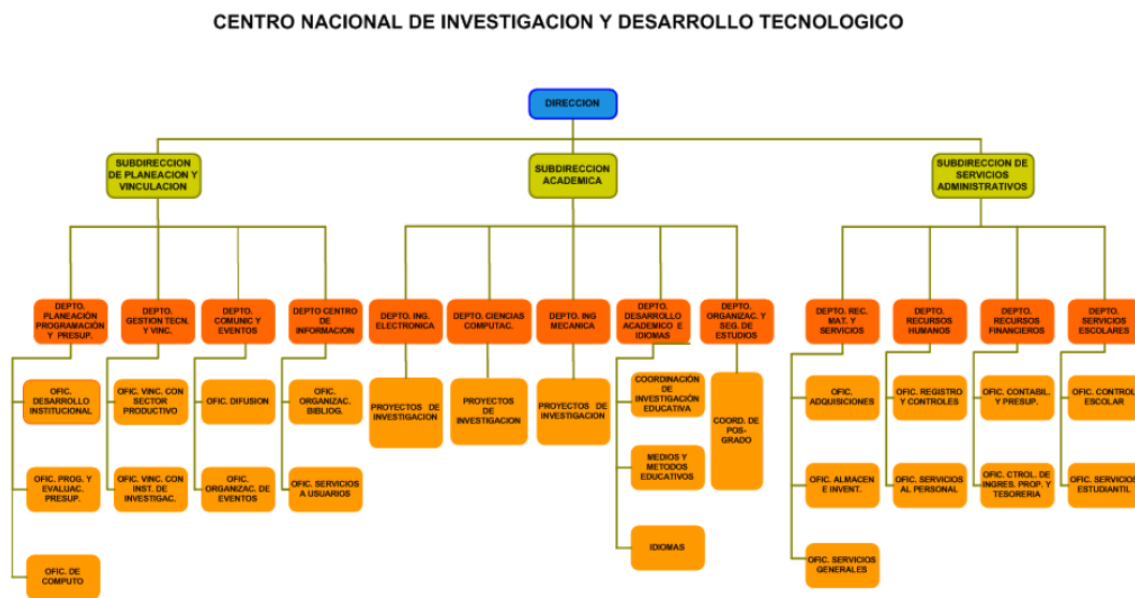 CENTRO NACIONAL DE INVESTIGACION Y DESARROLLO TECNOLOGICO
DIRECCION
SUBDIRECCION
DE PLANEACION Y
VINCULACION
SUBDIRECCION
ACADEMICA
SUBDIRECCION DE
SERVICIOS
ADMINISTRATIVOS
DEPTO.
PLANEACIÓN
PROGRAMACIÓN
Y PRESUP.
DEPTO.
GESTION TECN.
Y VINC.
DEPTO.
COMUNIC Y
EVENTOS
DEPTO CENTRO
DE
INFORMACION
DEPTO. ING.
ELECTRONICA
DEPTO. CIENCIAS
COMPUTAC.
DEPTO. ING
MECANICA
DEPTO.
DESARROLLO
ACADEMICO E
IDIOMAS
DEPTO.
ORGANIZAC. Y
SEG. DE
ESTUDIOS
DEPTO. REC.
MAT. Y
SERVICIOS
DEPTO.
RECURSOS
HUMANOS
DEPTO.
RECURSOS
FINANCIEROS
DEPTO.
SERVICIOS
ESCOLARES
OFIC.
DESARROLLO
INSTITUCIONAL
OFIC. VINC. CON
SECTOR
PRODUCTIVO
OFIC. DIFUSION
OFIC.
ORGANIZAC.
BIBLIOG.
PROYECTOS DE
INVESTIGACION
PROYECTOS
DE
INVESTIGACION
PROYECTOS DE
INVESTIGACION
COORDINACIÓN
DE
INVESTIGACIÓN
EDUCATIVA
COORD. DE
POS-
GRADO
OFIC.
ADQUISICIONES
OFIC. REGISTRO
Y CONTROLES
OFIC. CONTABIL.
Y PRESUP.
OFIC. CONTROL
ESCOLAR
OFIC. PROG. Y
EVALUAC.
PRESUP.
OFIC. VINC. CON
INST. DE
INVESTIGAC.
OFIC.
ORGANIZAC. DE
EVENTOS
OFIC. SERVICIOS
A USUARIOS
MEDIOS Y
METODOS
EDUCATIVOS
OFIC. ALMACEN
E INVENT.
OFIC. SERVICIOS
AL PERSONAL
OFIC. CTROL. DE
INGRES. PROP. Y
TESORERIA
OFIC. SERVICIOS
ESTUDIANTIL
OFIC. DE
COMPUTO
IDIOMAS
OFIC. SERVICIOS
GENERALES